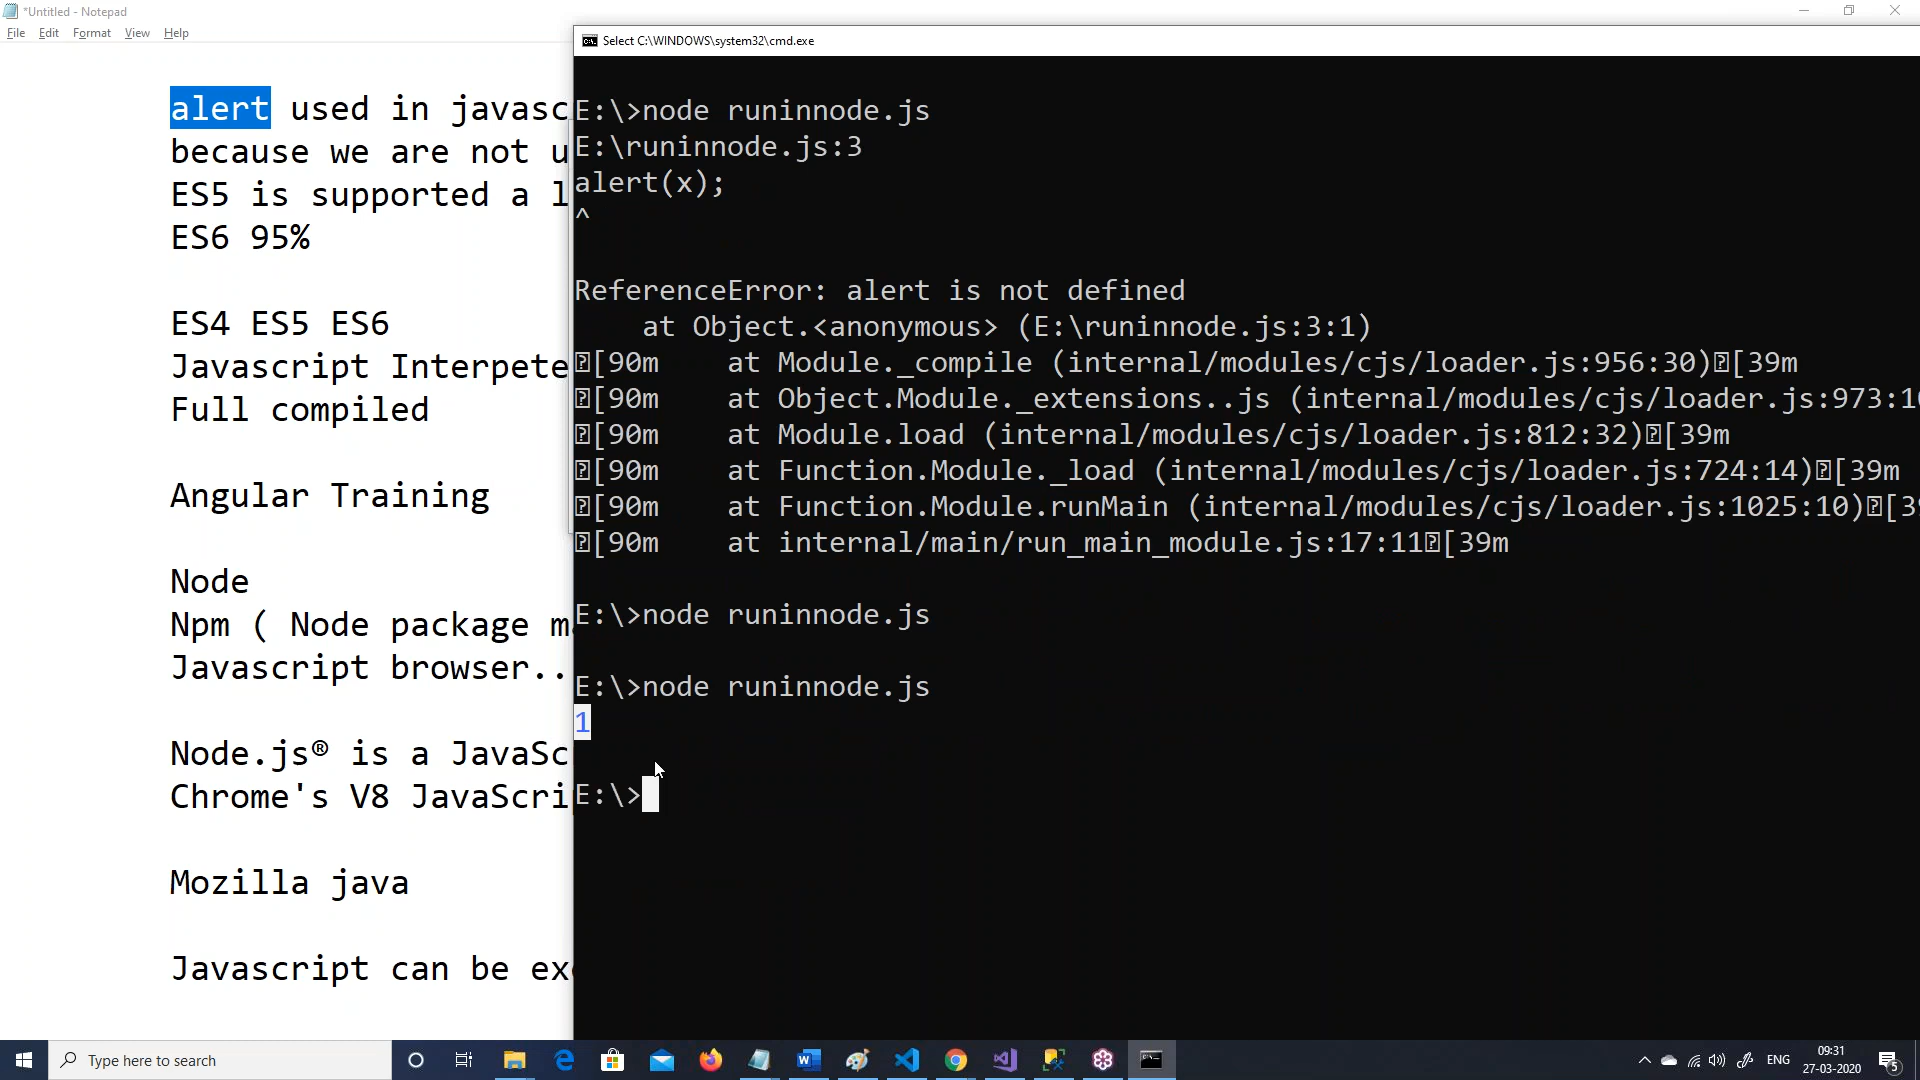 *Untitled - Notepad
File Edit Format View Help
alert used in javasc
because we are not u
ES5 is supported a l
ES6 95%
ES4 ES5 ES6
Javascript Interpete
Full compiled
Angular Training
Node
Npm ( Node package m
Javascript browser..
Node.js® is a JavaSc
Chrome's V8 JavaScri
Mozilla java
Javascript can be ex
Select C:\WINDOWS\system32\cmd.exe
E:\>node runinnode.js
E:\runinnode.js:3
alert(x);
^
ReferenceError: alert is not defined
at Object.<anonymous> (E:\runinnode.js:3:1)
[90m at Module._compile (internal/modules/cjs/loader.js:956:30)[39m
[90m at Object.Module._extensions..js (internal/modules/cjs/loader.js:973:1
[90m at Module.load (internal/modules/cjs/loader.js:812:32)[39m
[90m at Function.Module._load (internal/modules/cjs/loader.js:724:14)[39m
[90m at Function.Module.runMain (internal/modules/cjs/loader.js:1025:10)[3
[90m at internal/main/run_main_module.js:17:11[39m
E:\>node runinnode.js
E:\>node runinnode.js
1
E:\>
Type here to search
ENG
09:31
27-03-2020
5